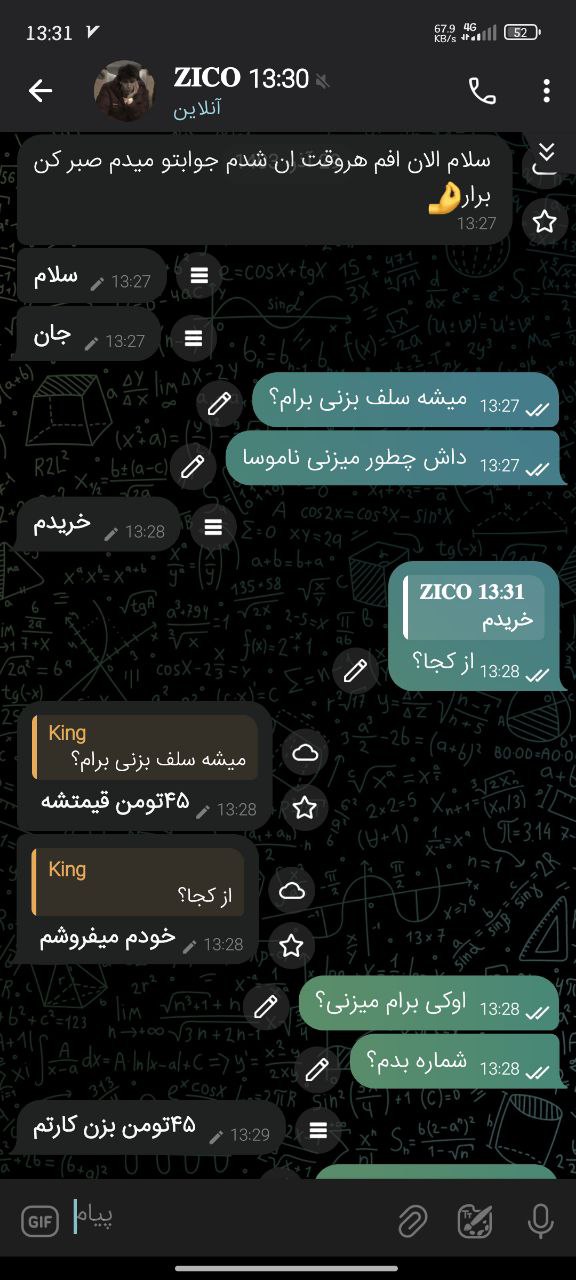 13:31
67.9 KB/s 4G 52
ZICO 13:30
آنلاین
سلام الان افم هروقت ان شدم جوابتو میدم صبر کن
برار🤌
13:27
سلام 13:27
جان 13:27
میشه سلف بزنی برام؟ 13:27
داش چطور میزنی ناموسا 13:27
خریدم 13:28
ZICO 13:31
خریدم
از کجا؟ 13:28
King
میشه سلف بزنی برام؟
۴۵تومن قیمتشه 13:28
King
از کجا؟
خودم میفروشم 13:28
اوکی برام میزنی؟ 13:28
شماره بدم؟ 13:28
۴۵تومن بزن کارتم 13:29
GIF پیام